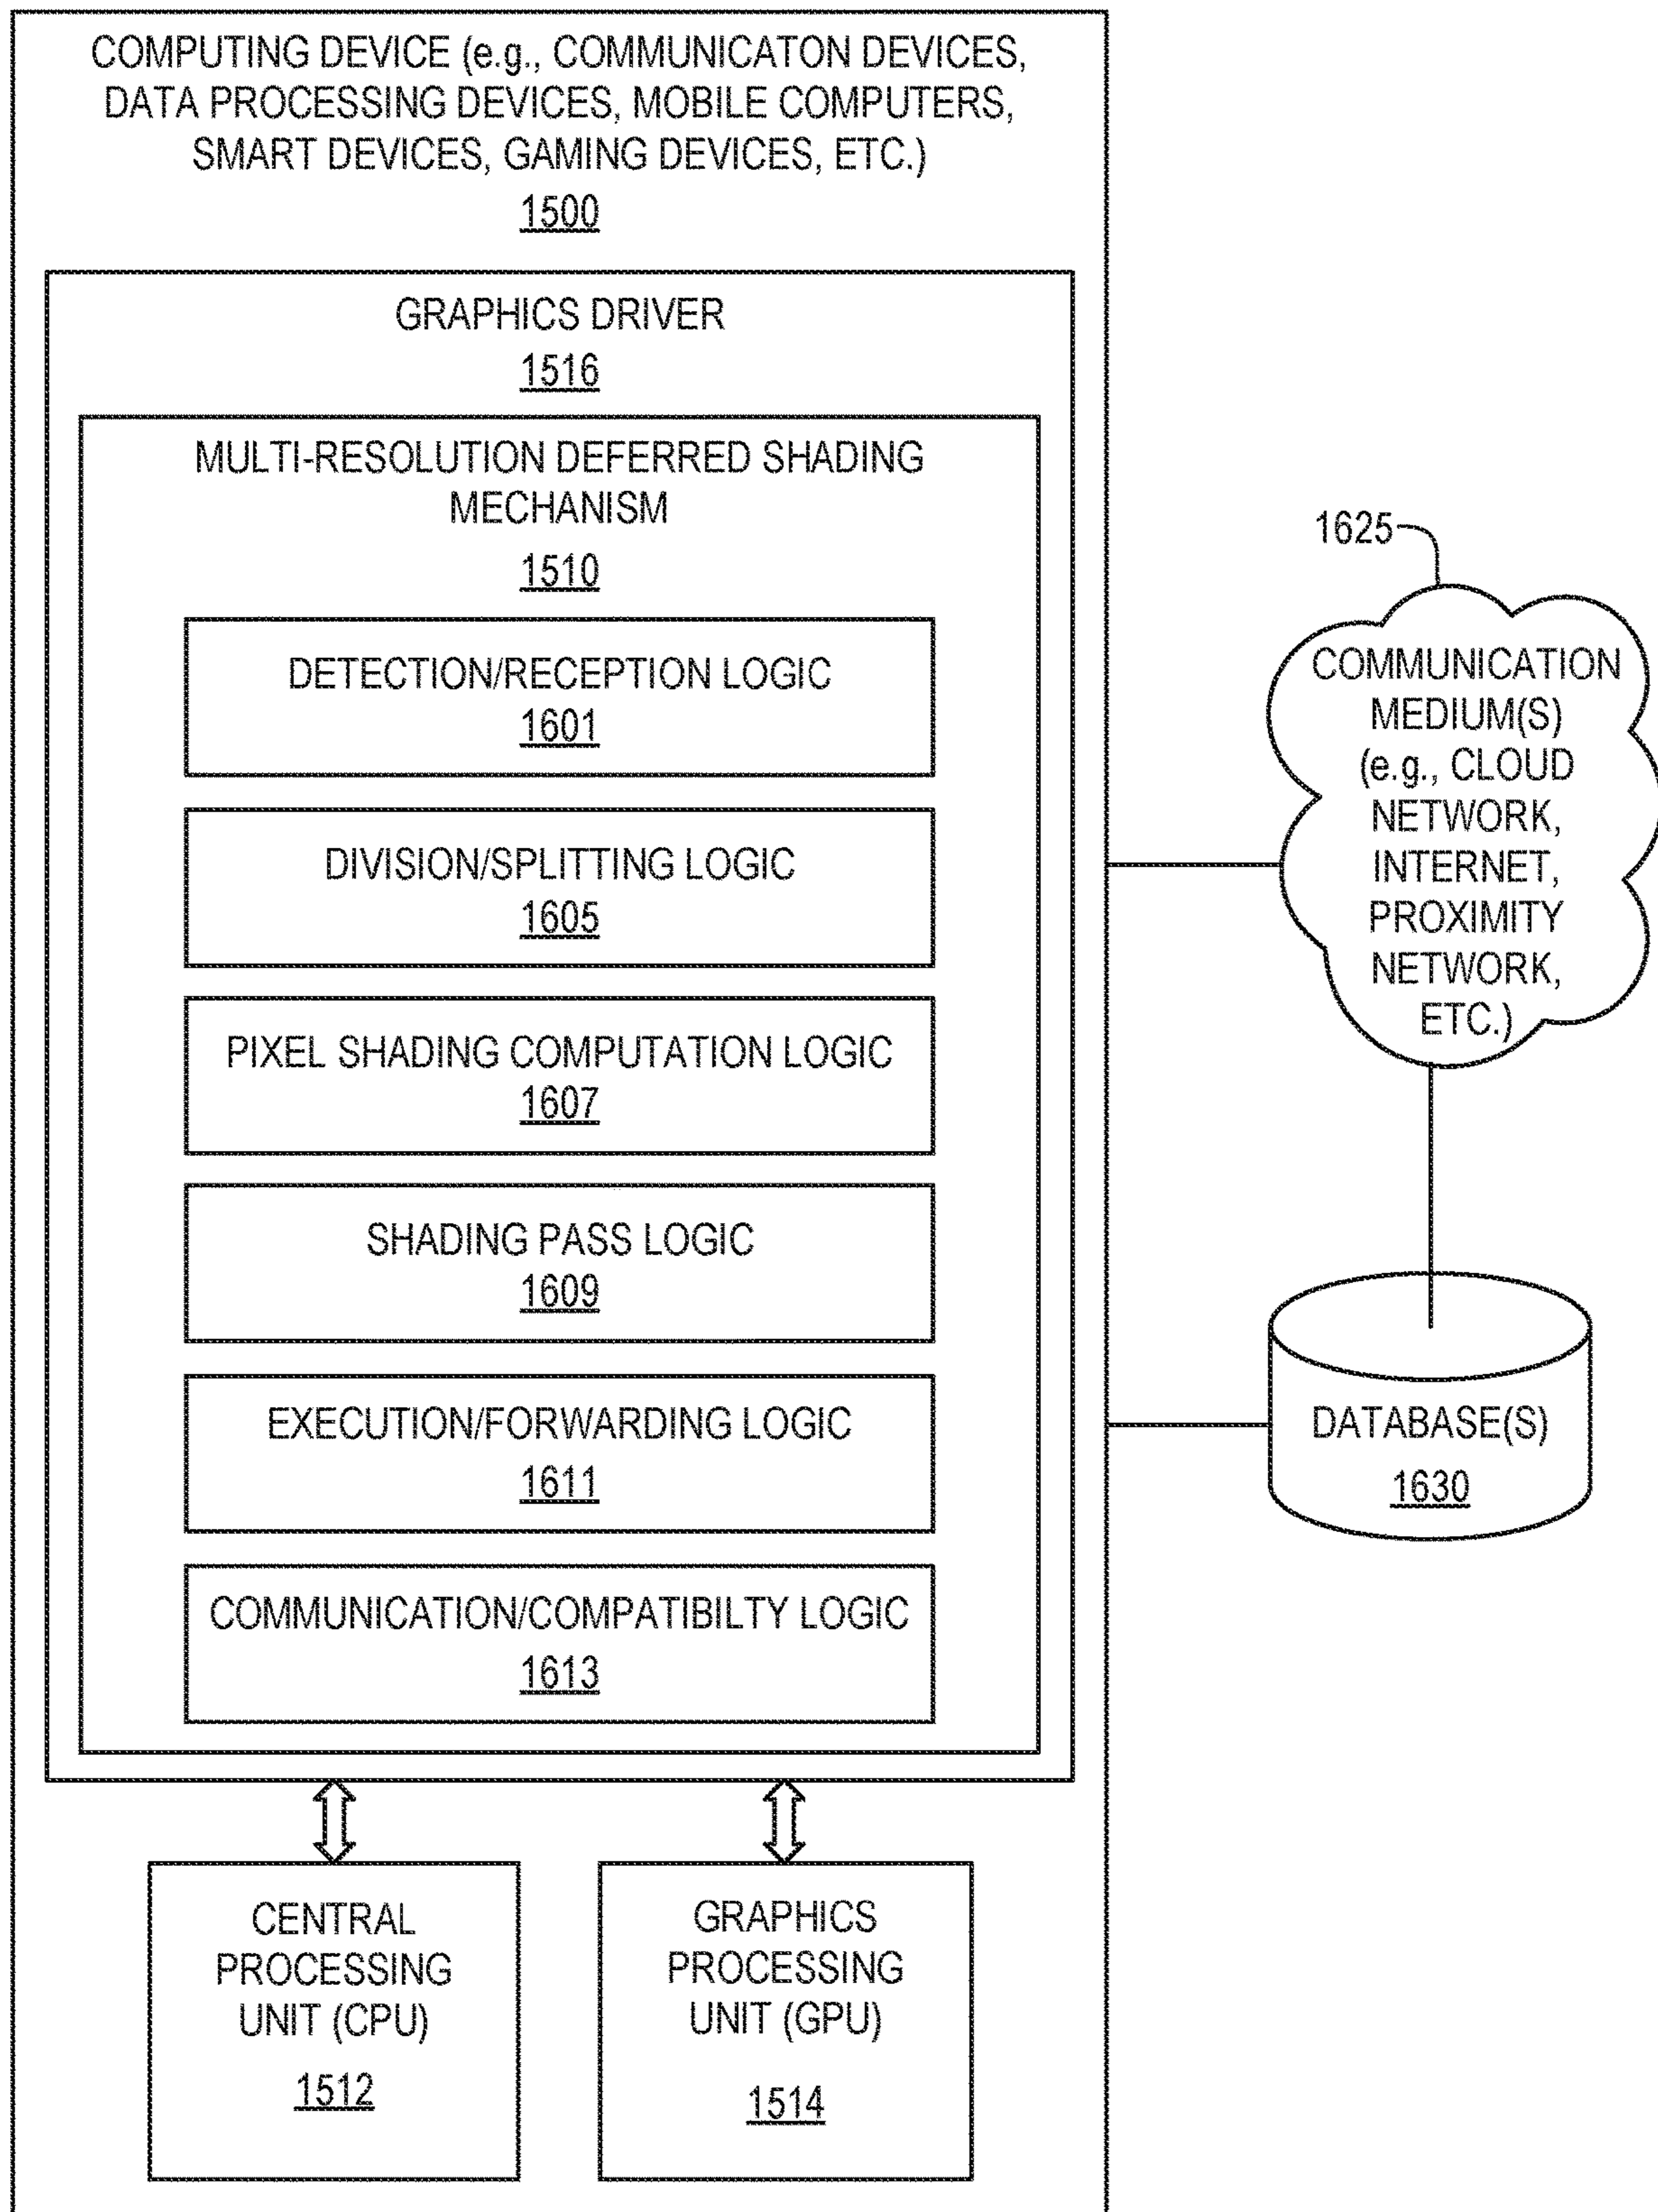 COMPUTING DEVICE (e.g., COMMUNICATON DEVICES,
DATA PROCESSING DEVICES, MOBILE COMPUTERS,
SMART DEVICES, GAMING DEVICES, ETC.)
1500
GRAPHICS DRIVER
1516
MULTI-RESOLUTION DEFERRED SHADING
MECHANISM
1510
DETECTION/RECEPTION LOGIC
1601
DIVISION/SPLITTING LOGIC
1605
PIXEL SHADING COMPUTATION LOGIC
1607
SHADING PASS LOGIC
1609
EXECUTION/FORWARDING LOGIC
1611
COMMUNICATION/COMPATIBILTY LOGIC
1613
CENTRAL
PROCESSING
UNIT (CPU)
1512
GRAPHICS
PROCESSING
UNIT (GPU)
1514
1625
COMMUNICATION
MEDIUM(S)
(e.g., CLOUD
NETWORK,
INTERNET,
PROXIMITY
NETWORK,
ETC.)
DATABASE(S)
1630